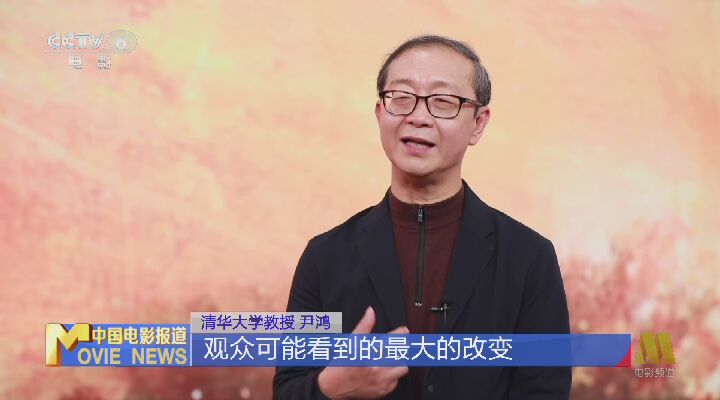 CCTV 6
电影
清华大学教授 尹鸿
中国电影报道
MOVIE NEWS
观众可能看到的最大的改变
电影频道